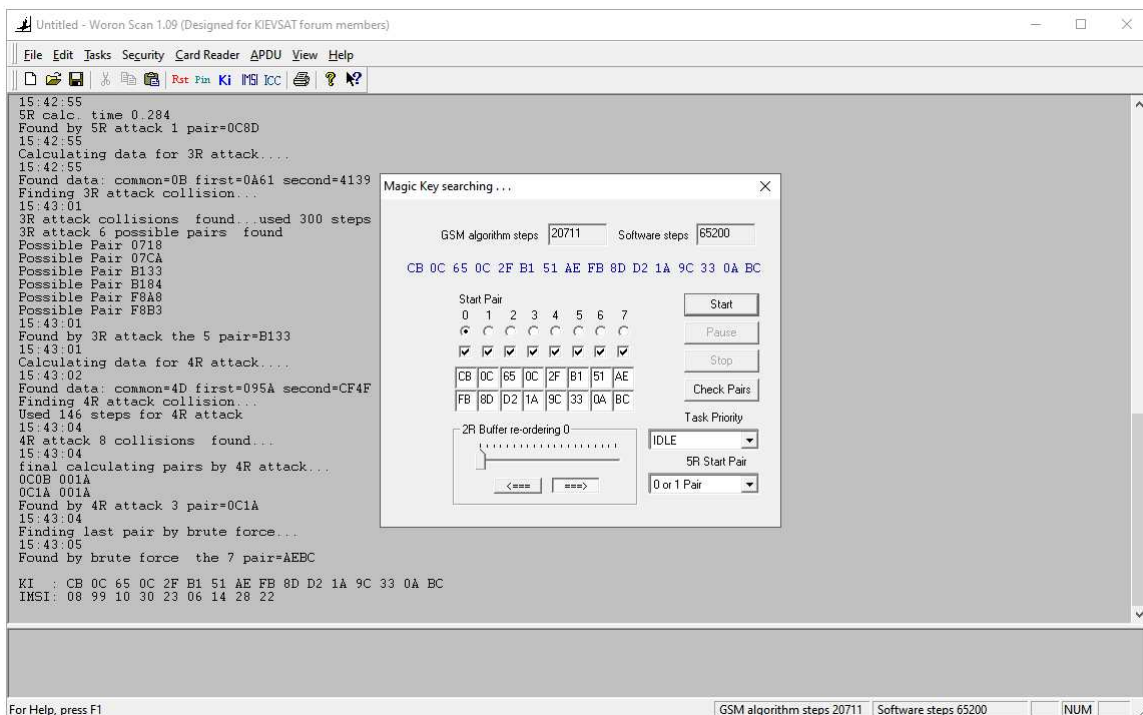 Untitled - Woron Scan 1.09 (Designed for KIEVSAT forum members)
File Edit Tasks Security Card Reader APDU View Help
Rst Pin Ki IMSI ICC
15:42:55
5R calc. time 0.284
Found by 5R attack 1 pair=0C8D
15:42:55
Calculating data for 3R attack....
15:42:55
Found data: common=0B first=0A61 second=4139
Finding 3R attack collision...
15:43:01
3R attack collisions found...used 300 steps
3R attack 6 possible pairs found
Possible Pair 0718
Possible Pair 07CA
Possible Pair B133
Possible Pair B184
Possible Pair F8A8
Possible Pair F8B3
15:43:01
Found by 3R attack the 5 pair=B133
15:43:01
Calculating data for 4R attack....
15:43:02
Found data: common=4D first=095A second=CF4F
Finding 4R attack collision...
Used 146 steps for 4R attack
15:43:04
4R attack 8 collisions found...
15:43:04
final calculating pairs by 4R attack...
0C0B 001A
0C1A 001A
Found by 4R attack 3 pair=0C1A
15:43:04
Finding last pair by brute force...
15:43:05
Found by brute force the 7 pair=AEBC
KI : CB 0C 65 0C 2F B1 51 AE FB 8D D2 1A 9C 33 0A BC
IMSI: 08 99 10 30 23 06 14 28 22
Magic Key searching . . .
GSM algorithm steps 20711 Software steps 65200
CB 0C 65 0C 2F B1 51 AE FB 8D D2 1A 9C 33 0A BC
Start Pair
0 1 2 3 4 5 6 7
CB 0C 65 0C 2F B1 51 AE
FB 8D D2 1A 9C 33 0A BC
2R Buffer re-ordering 0
<=== ===>
Start
Pause
Stop
Check Pairs
Task Priority
IDLE
5R Start Pair
0 or 1 Pair
For Help, press F1
GSM algorithm steps 20711 Software steps 65200 NUM